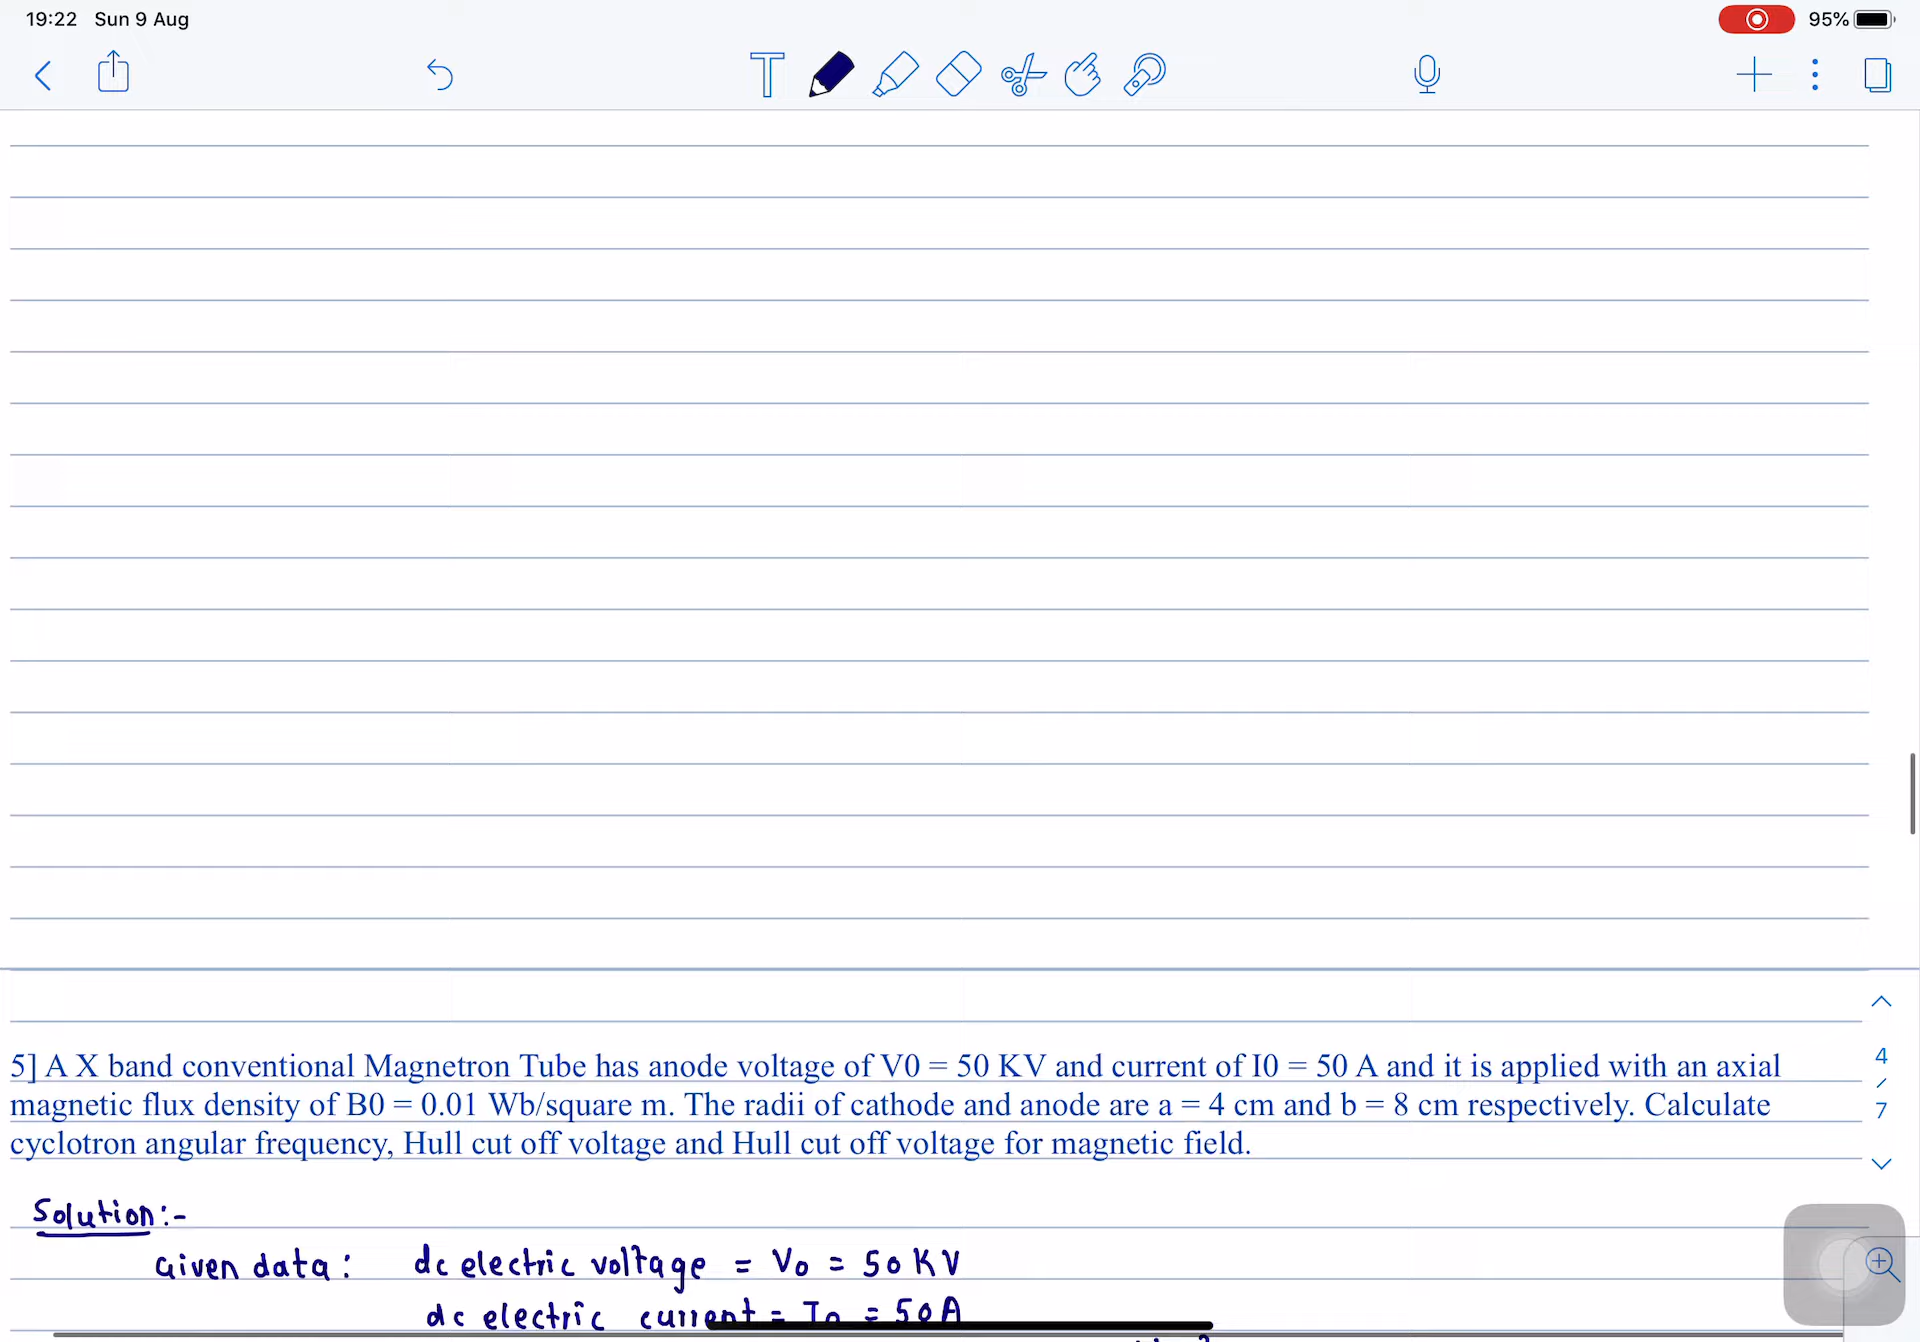 19:22 Sun 9 Aug
95%
T
5] A X band conventional Magnetron Tube has anode voltage of V0 = 50 KV and current of I0 = 50 A and it is applied with an axial
magnetic flux density of B0 = 0.01 Wb/square m. The radii of cathode and anode are a = 4 cm and b = 8 cm respectively. Calculate
cyclotron angular frequency, Hull cut off voltage and Hull cut off voltage for magnetic field.
4
/
7
Solution:-
Given data: dc electric voltage = Vo = 50 KV
dc electric current = Io = 50A